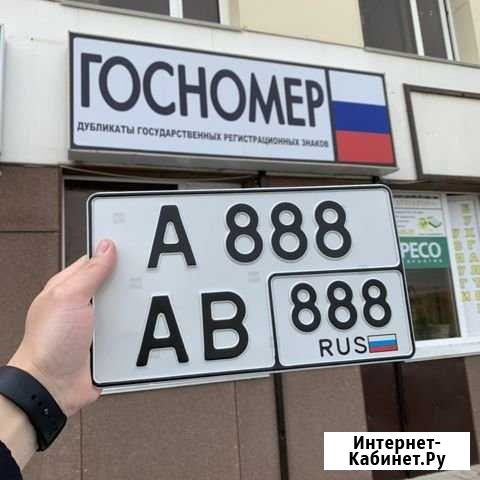 ГОСНОМЕР
ДУБЛИКАТЫ ГОСУДАРСТВЕННЫХ РЕГИСТРАЦИОННЫХ ЗНАКОВ
А 888
АВ 888
RUS
РЕСО
Интернет-
Кабинет.Ру